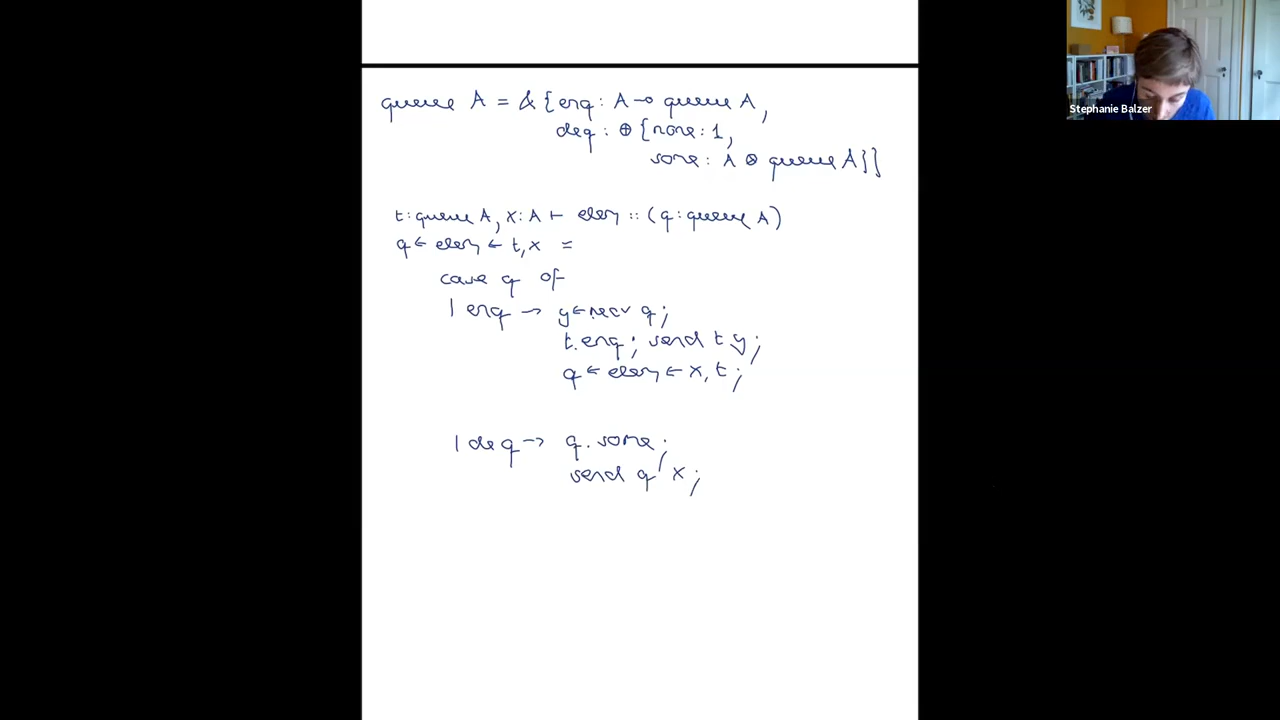 queue A = & {enq : A ⊸ queue A,
deq : ⊕ {none : 1,
some : A ⊗ queue A}}
t : queue A, x : A ⊢ elem :: (q : queue A)
q ← elem ← t, x =
case q of
| enq → y ← recv q ;
t.enq ; send t y ;
q ← elem ← x, t ;
| deq → q.some ;
send q x ;
Stephanie Balzer